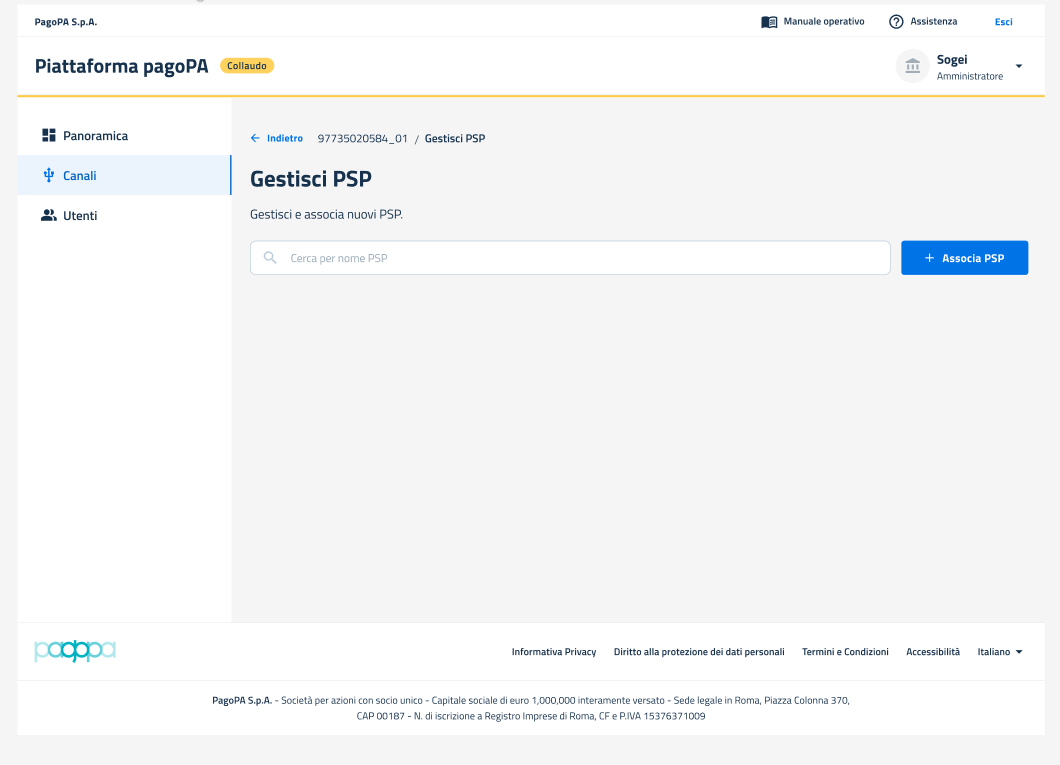 PagoPA S.p.A.
Manuale operativo
Assistenza
Esci
Piattaforma pagoPA
Collaudo
Sogei
Amministratore
Panoramica
Canali
Utenti
Indietro
97735020584_01 / Gestisci PSP
Gestisci PSP
Gestisci e associa nuovi PSP.
Cerca per nome PSP
+ Associa PSP
pagopa
Informativa Privacy
Diritto alla protezione dei dati personali
Termini e Condizioni
Accessibilità
Italiano
PagoPA S.p.A. - Società per azioni con socio unico - Capitale sociale di euro 1,000,000 interamente versato - Sede legale in Roma, Piazza Colonna 370,
CAP 00187 - N. di iscrizione a Registro Imprese di Roma, CF e P.IVA 15376371009